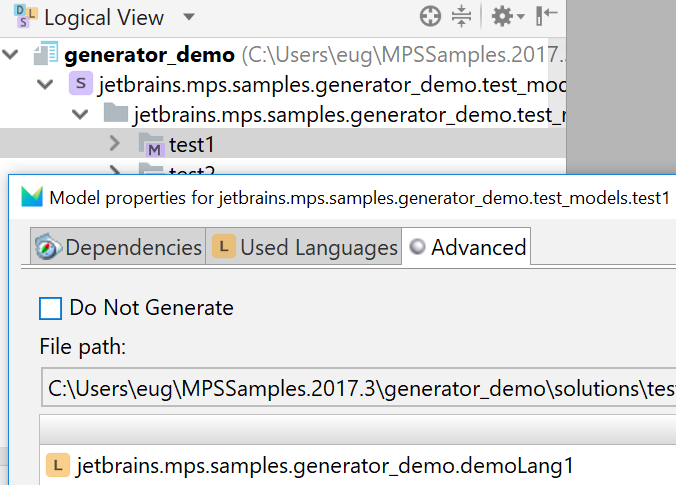 Logical View
generator_demo (C:\Users\eug\MPSSamples.2017.
S jetbrains.mps.samples.generator_demo.test_mod
jetbrains.mps.samples.generator_demo.test_
M test1
test2
Model properties for jetbrains.mps.samples.generator_demo.test_models.test1
Dependencies L Used Languages Advanced
Do Not Generate
File path:
C:\Users\eug\MPSSamples.2017.3\generator_demo\solutions\test
L jetbrains.mps.samples.generator_demo.demoLang1